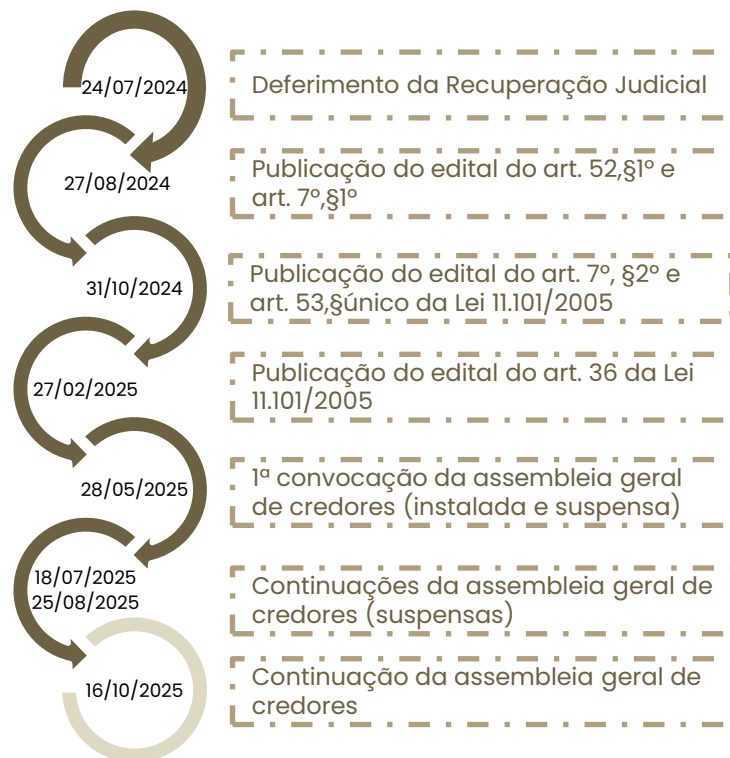 24/07/2024
Deferimento da Recuperação Judicial
27/08/2024
Publicação do edital do art. 52,§1º e
art. 7º,§1º
31/10/2024
Publicação do edital do art. 7º, §2º e
art. 53,§único da Lei 11.101/2005
27/02/2025
Publicação do edital do art. 36 da Lei
11.101/2005
28/05/2025
1ª convocação da assembleia geral
de credores (instalada e suspensa)
18/07/2025
25/08/2025
Continuações da assembleia geral de
credores (suspensas)
16/10/2025
Continuação da assembleia geral de
credores